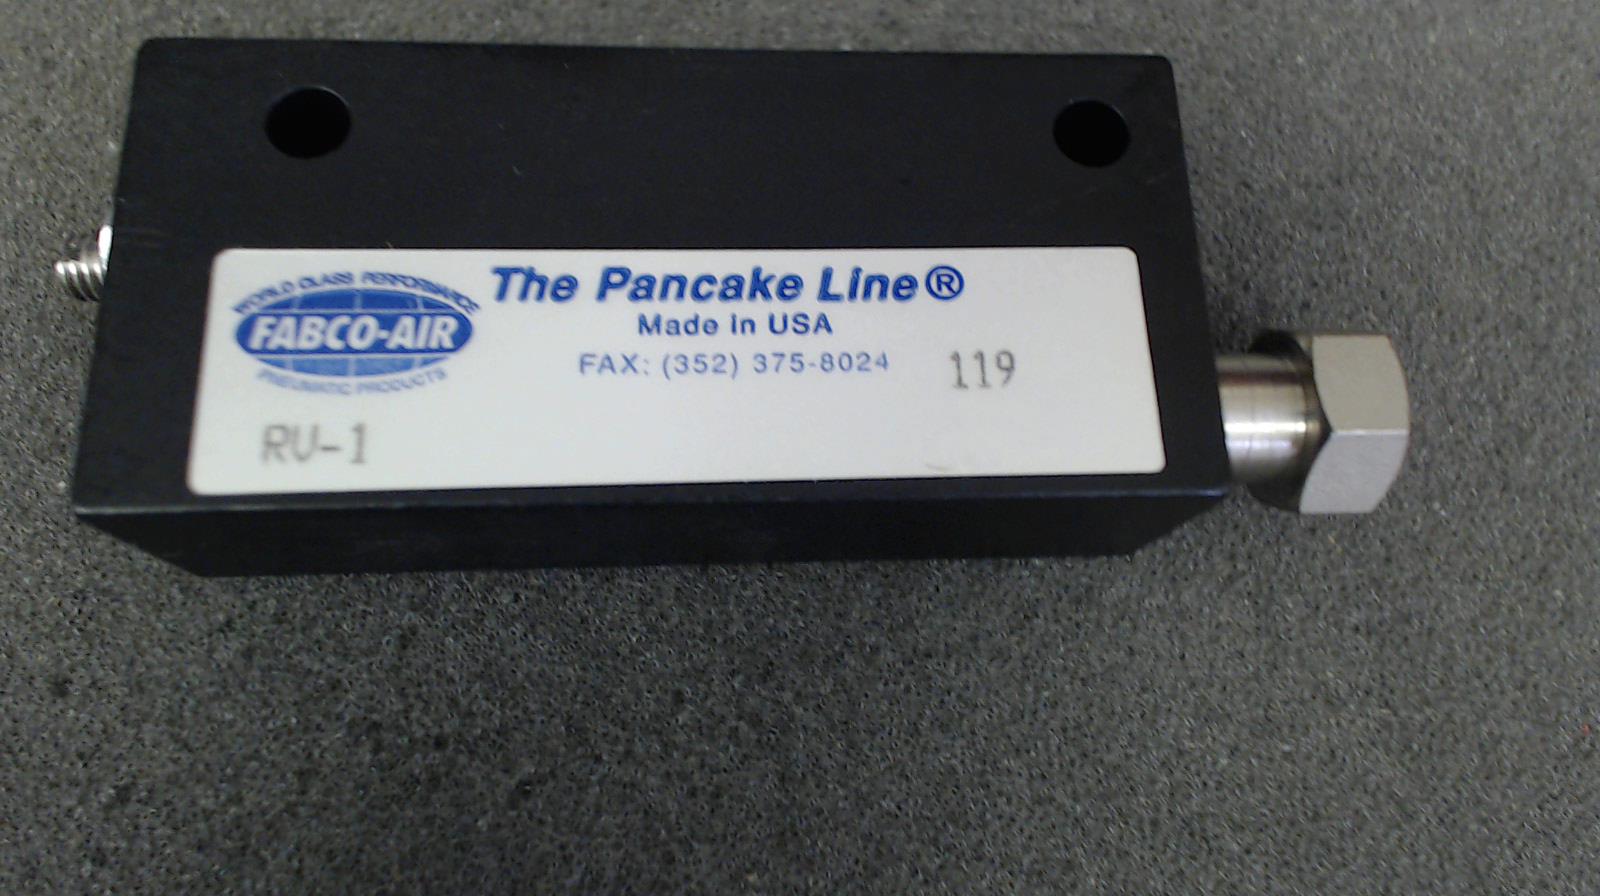 WORLD CLASS PERFORMANCE
FABCO-AIR
PNEUMATIC PRODUCTS
The Pancake Line®
Made in USA
FAX: (352) 375-8024
119
RV-1